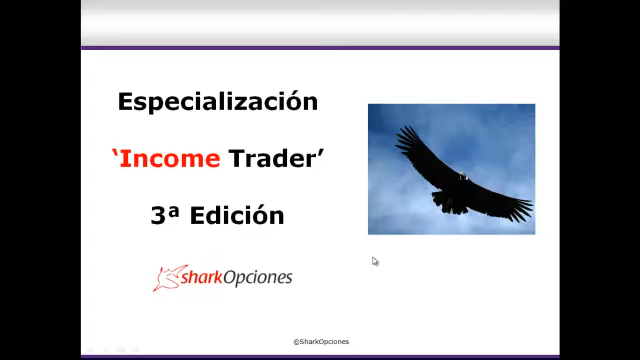 Especialización
‘Income Trader’
3ª Edición
sharkOpciones
©SharkOpciones